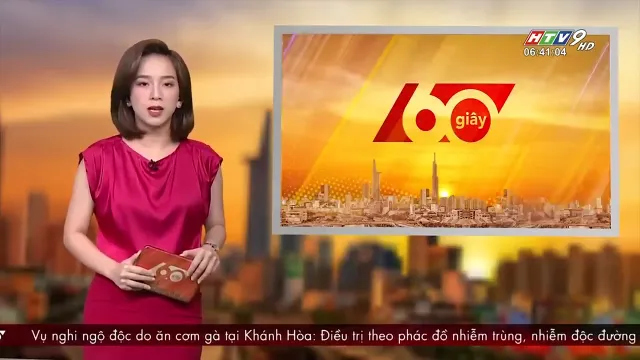 HTV9 HD
06:41:04
60 giây
60
Vụ nghi ngộ độc do ăn cơm gà tại Khánh Hòa: Điều trị theo phác đồ nhiễm trùng, nhiễm độc đường